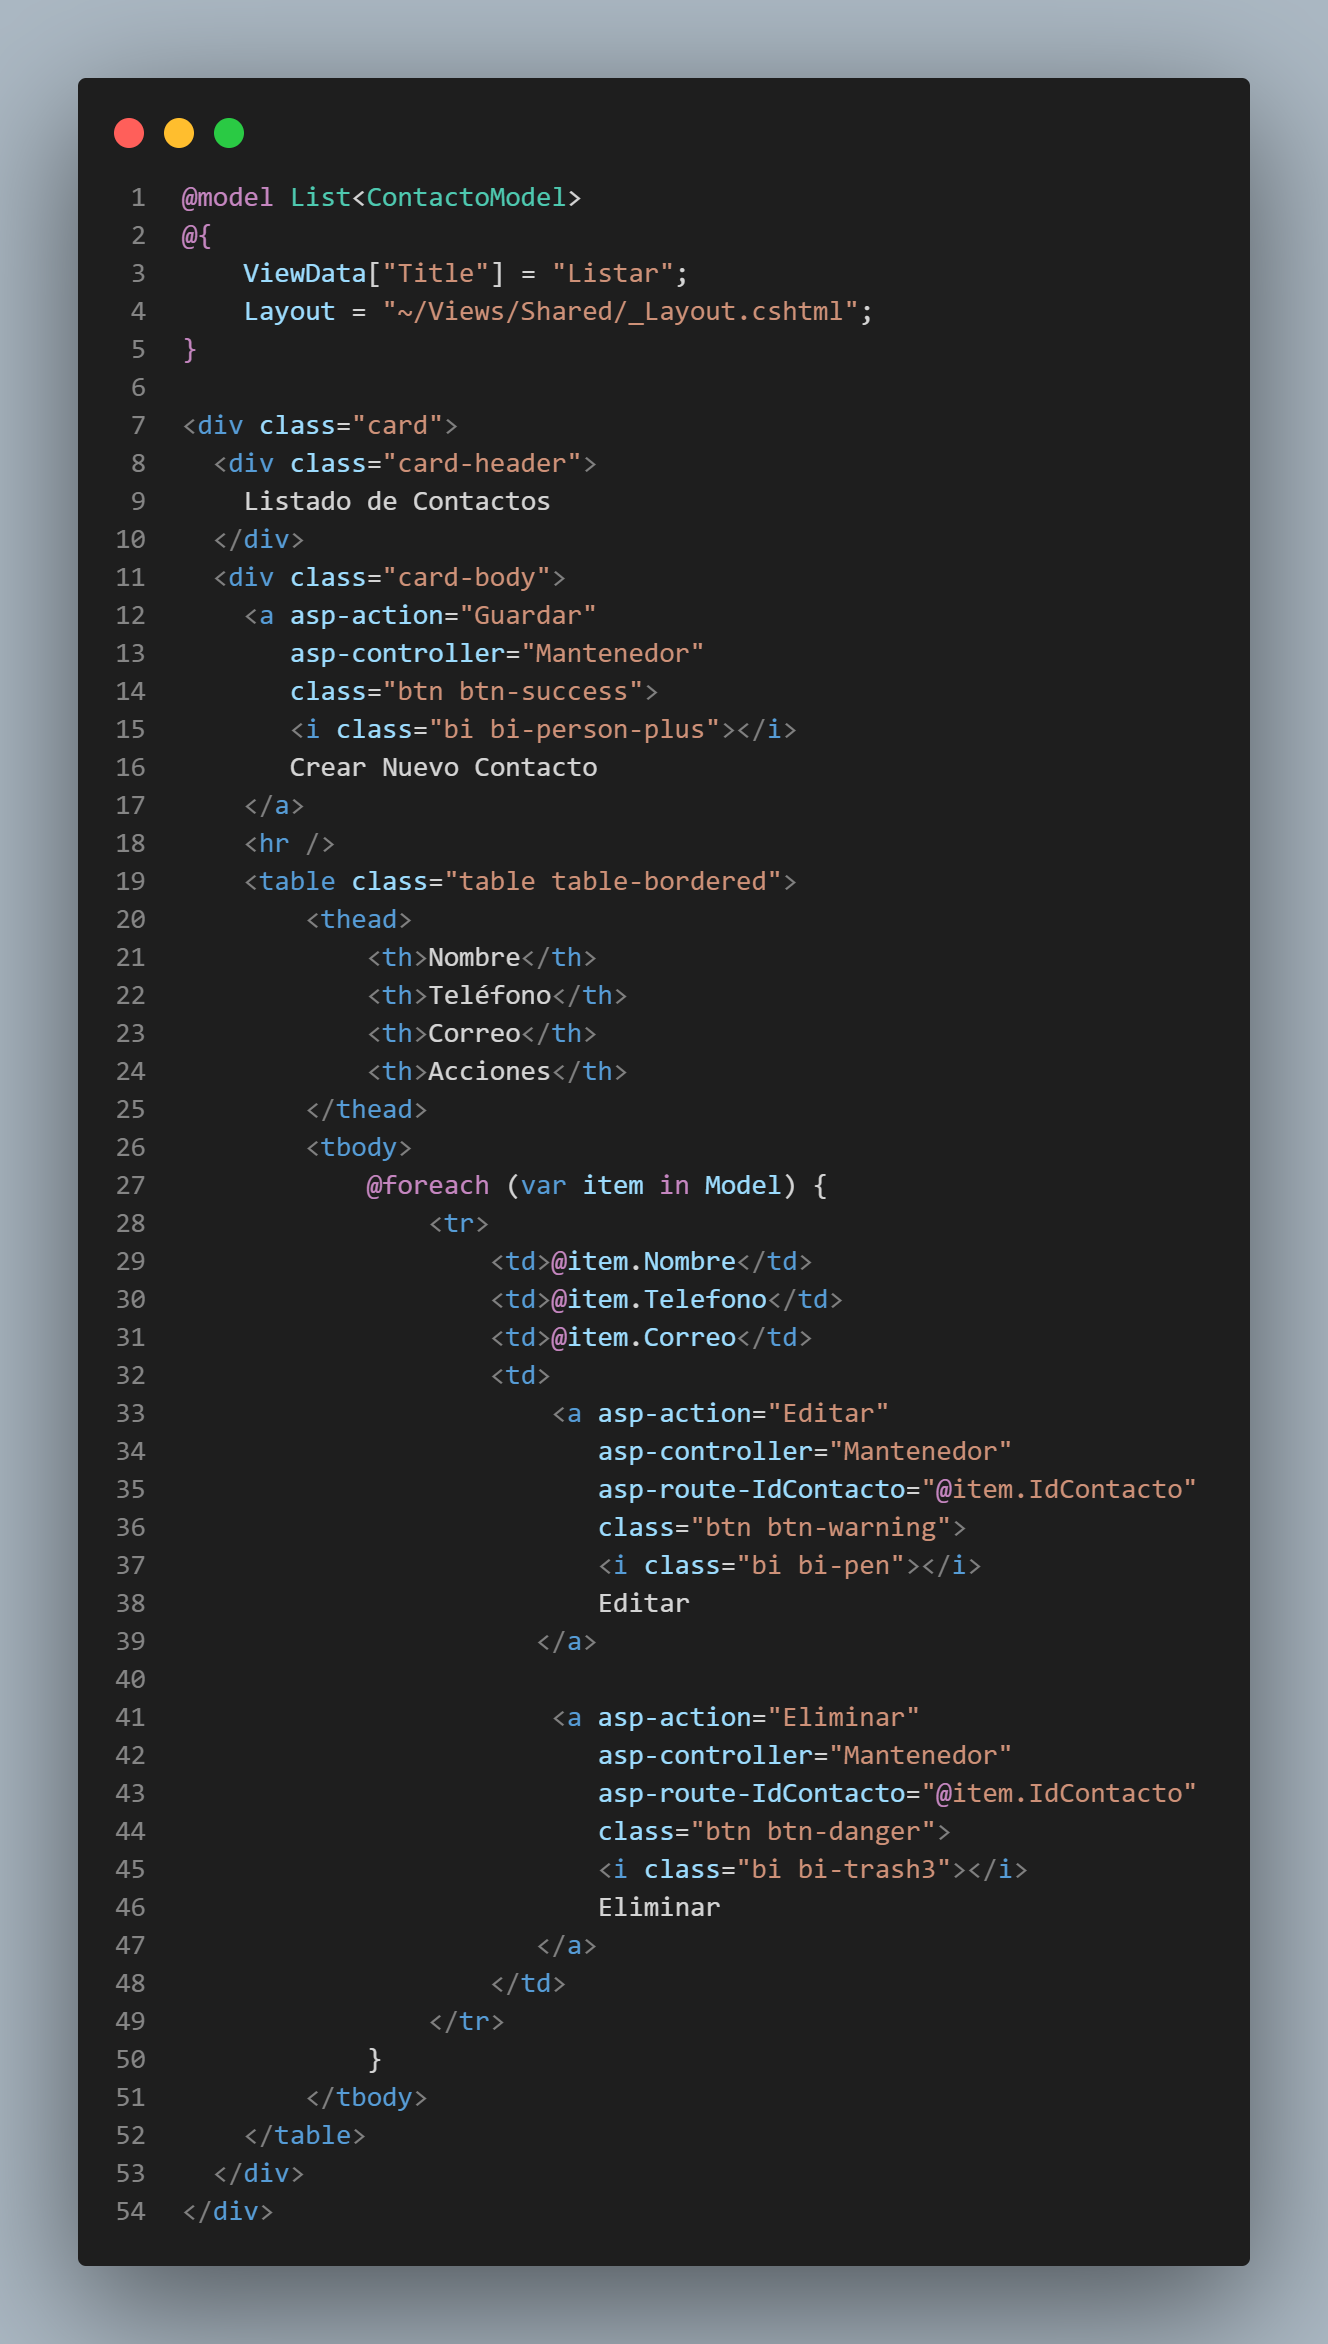 1 @model List<ContactoModel>
2 @{
3     ViewData["Title"] = "Listar";
4     Layout = "~/Views/Shared/_Layout.cshtml";
5 }
6
7 <div class="card">
8   <div class="card-header">
9     Listado de Contactos
10   </div>
11   <div class="card-body">
12     <a asp-action="Guardar"
13        asp-controller="Mantenedor"
14        class="btn btn-success">
15        <i class="bi bi-person-plus"></i>
16        Crear Nuevo Contacto
17     </a>
18     <hr />
19     <table class="table table-bordered">
20         <thead>
21             <th>Nombre</th>
22             <th>Teléfono</th>
23             <th>Correo</th>
24             <th>Acciones</th>
25         </thead>
26         <tbody>
27             @foreach (var item in Model) {
28                 <tr>
29                     <td>@item.Nombre</td>
30                     <td>@item.Telefono</td>
31                     <td>@item.Correo</td>
32                     <td>
33                         <a asp-action="Editar"
34                            asp-controller="Mantenedor"
35                            asp-route-IdContacto="@item.IdContacto"
36                            class="btn btn-warning">
37                            <i class="bi bi-pen"></i>
38                            Editar
39                        </a>
40
41                         <a asp-action="Eliminar"
42                            asp-controller="Mantenedor"
43                            asp-route-IdContacto="@item.IdContacto"
44                            class="btn btn-danger">
45                            <i class="bi bi-trash3"></i>
46                            Eliminar
47                        </a>
48                     </td>
49                 </tr>
50             }
51         </tbody>
52     </table>
53   </div>
54 </div>